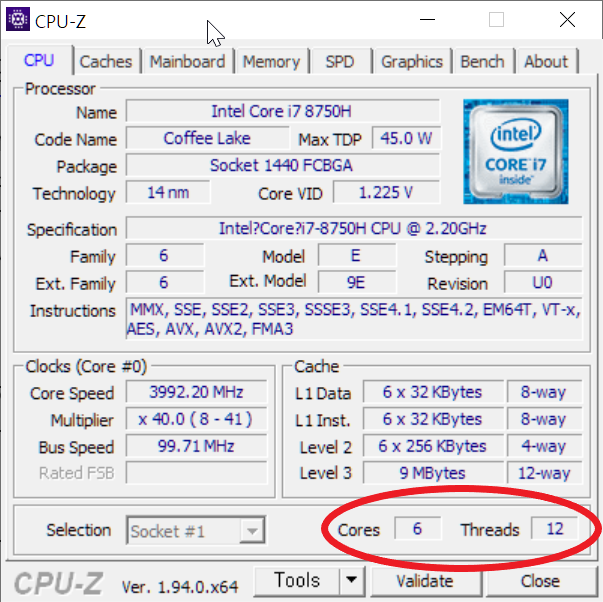 CPU-Z
CPU Caches Mainboard Memory SPD Graphics Bench About
Processor
Name Intel Core i7 8750H
Code Name Coffee Lake Max TDP 45.0 W
Package Socket 1440 FCBGA
Technology 14 nm Core VID 1.225 V
intel
CORE i7
inside™
Specification Intel?Core?i7-8750H CPU @ 2.20GHz
Family 6 Model E Stepping A
Ext. Family 6 Ext. Model 9E Revision U0
Instructions MMX, SSE, SSE2, SSE3, SSSE3, SSE4.1, SSE4.2, EM64T, VT-x,
AES, AVX, AVX2, FMA3
Clocks (Core #0)
Core Speed 3992.20 MHz
Multiplier x 40.0 ( 8 - 41 )
Bus Speed 99.71 MHz
Rated FSB
Cache
L1 Data 6 x 32 KBytes 8-way
L1 Inst. 6 x 32 KBytes 8-way
Level 2 6 x 256 KBytes 4-way
Level 3 9 MBytes 12-way
Selection Socket #1 Cores 6 Threads 12
CPU-Z Ver. 1.94.0.x64 Tools Validate Close